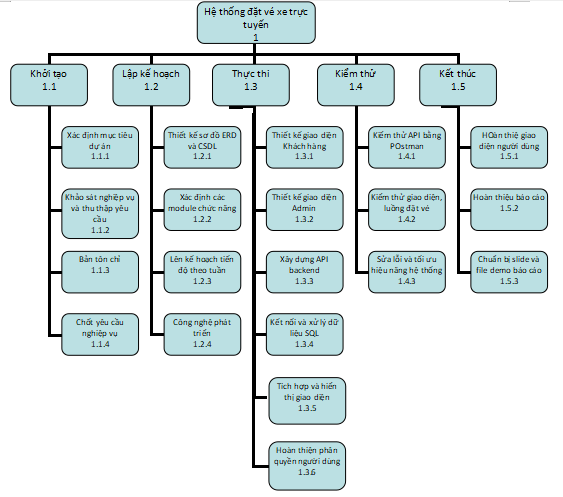 Hệ thống đặt vé xe trực
tuyến
1
Khởi tạo
1.1
Lập kế hoạch
1.2
Thực thi
1.3
Kiểm thử
1.4
Kết thúc
1.5
Xác định mục tiêu
dự án
1.1.1
Khảo sát nghiệp vụ
và thu thập yêu
cầu
1.1.2
Bản tôn chỉ
1.1.3
Chốt yêu cầu
nghiệp vụ
1.1.4
Thiết kế sơ đồ ERD
và CSDL
1.2.1
Xác định các
module chức năng
1.2.2
Lên kế hoạch tiến
độ theo tuần
1.2.3
Công nghệ phát
triển
1.2.4
Thiết kế giao diện
Khách hàng
1.3.1
Thiết kế giao diện
Admin
1.3.2
Xây dựng API
backend
1.3.3
Kết nối và xử lý dữ
liệu SQL
1.3.4
Tích hợp và hiển
thị giao diện
1.3.5
Hoàn thiện phân
quyền người dùng
1.3.6
Kiểm thử API bằng
POstman
1.4.1
Kiểm thử giao diện,
luồng đặt vé
1.4.2
Sửa lỗi và tối ưu
hiệu năng hệ thống
1.4.3
HOàn thiệ giao
diện người dùng
1.5.1
Hoàn thiệu báo cáo
1.5.2
Chuẩn bị slide và
file demo báo cáo
1.5.3